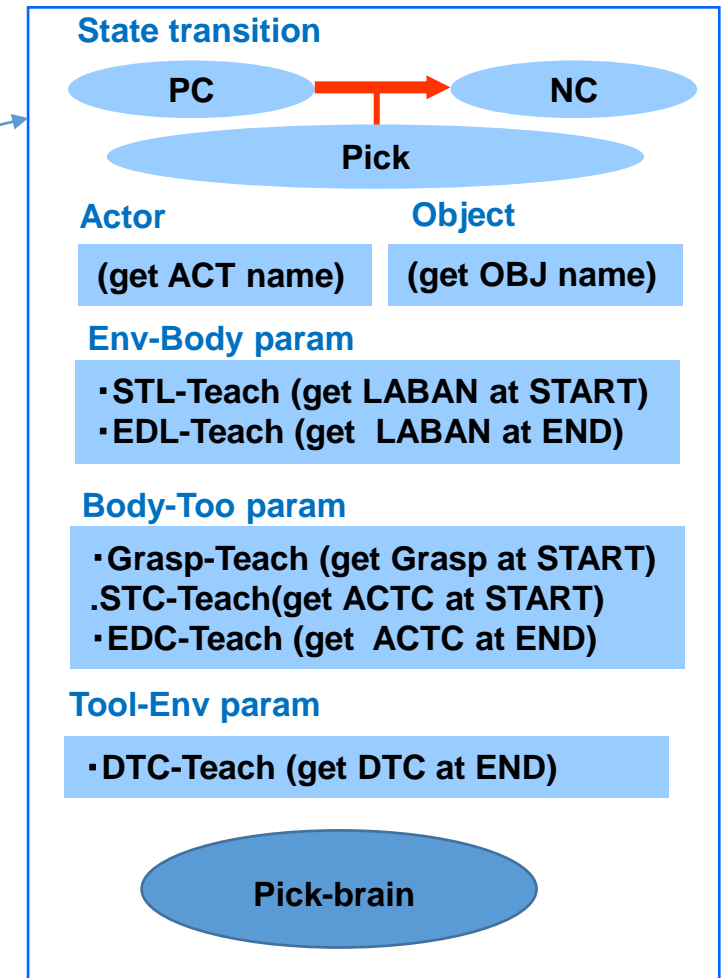 State transition
PC NC
Pick
Actor Object
(get ACT name) (get OBJ name)
Env-Body param
・STL-Teach (get LABAN at START)
・EDL-Teach (get LABAN at END)
Body-Too param
・Grasp-Teach (get Grasp at START)
.STC-Teach(get ACTC at START)
・EDC-Teach (get ACTC at END)
Tool-Env param
・DTC-Teach (get DTC at END)
Pick-brain